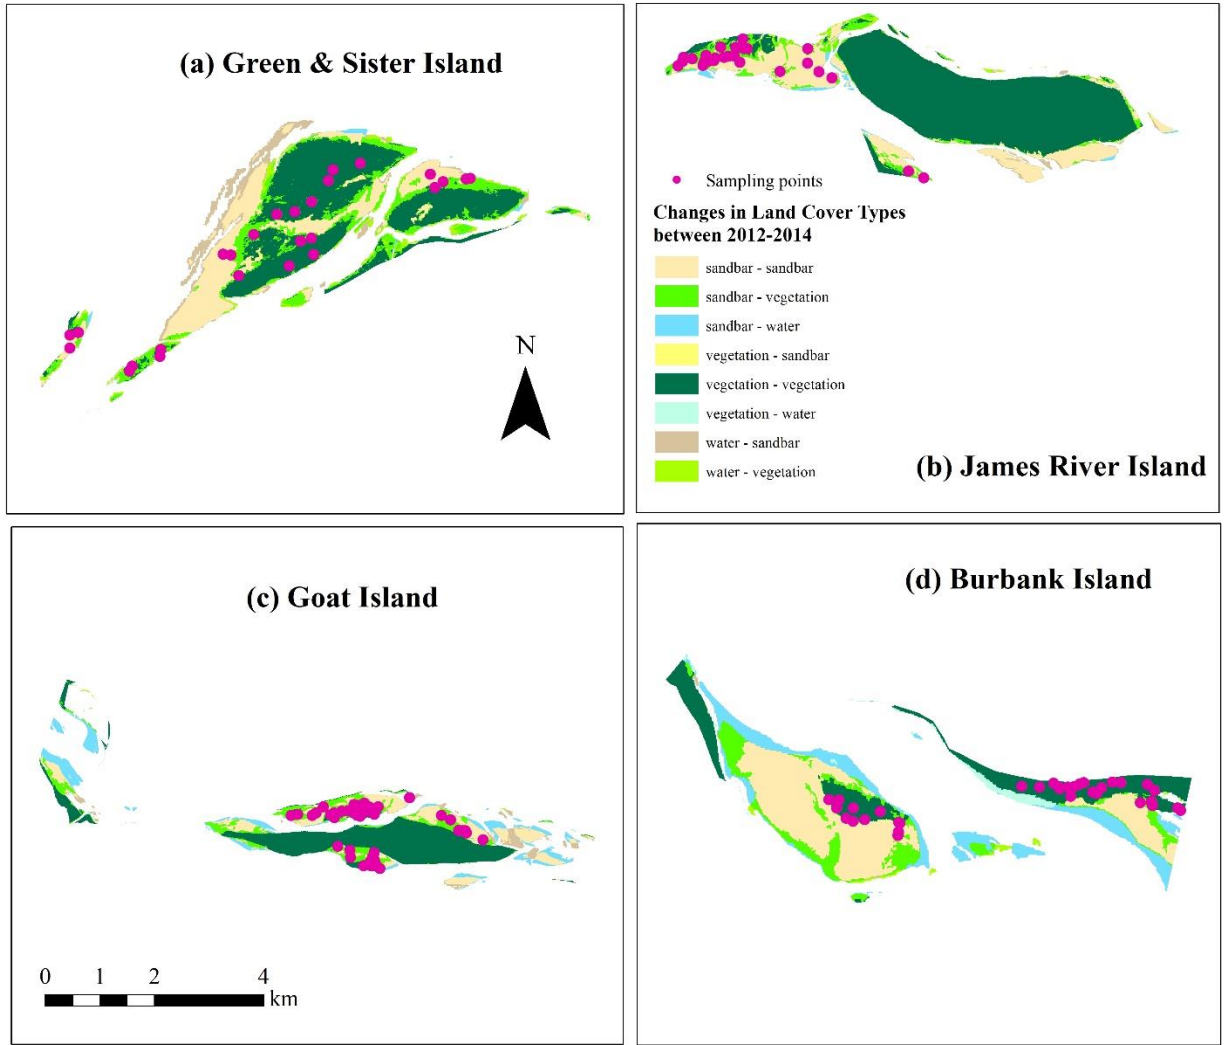 (a) Green & Sister Island
N
Sampling points
Changes in Land Cover Types
between 2012-2014
sandbar - sandbar
sandbar - vegetation
sandbar - water
vegetation - sandbar
vegetation - vegetation
vegetation - water
water - sandbar
water - vegetation
(b) James River Island
(c) Goat Island
0 1 2 4
km
(d) Burbank Island